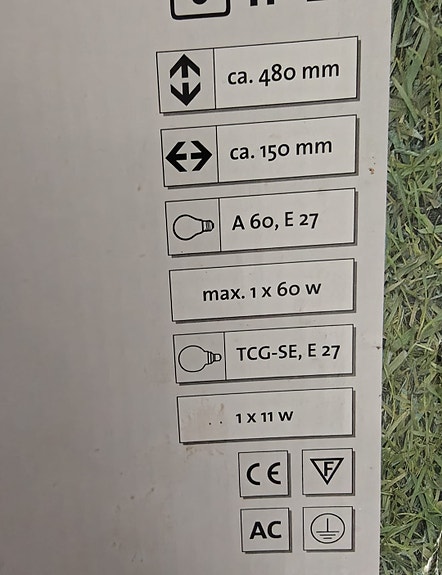 ca. 480 mm
ca. 150 mm
A 60, E 27
max. 1 x 60 w
TCG-SE, E 27
1 x 11 w
CE F
AC